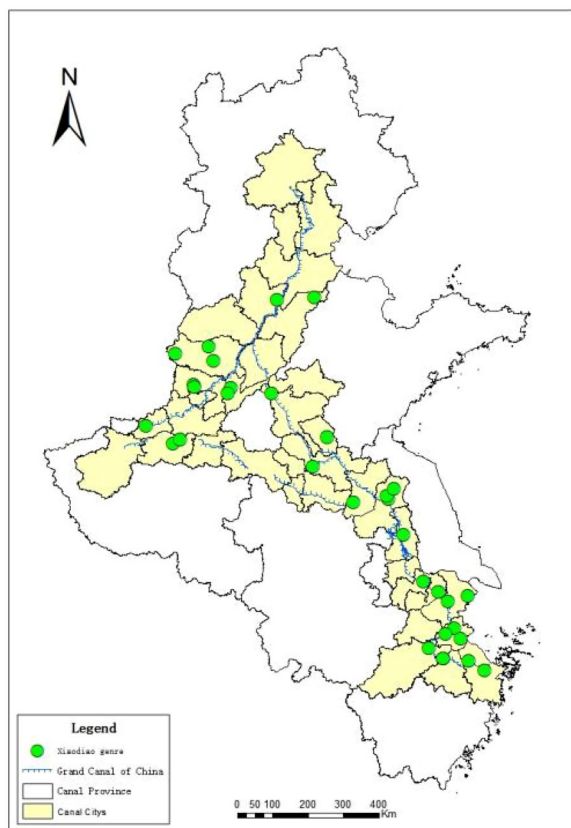 N
Legend
Xiaodiao genre
Grand Canal of China
Canal Province
Canal Citys
0 50 100 200 300 400
Km